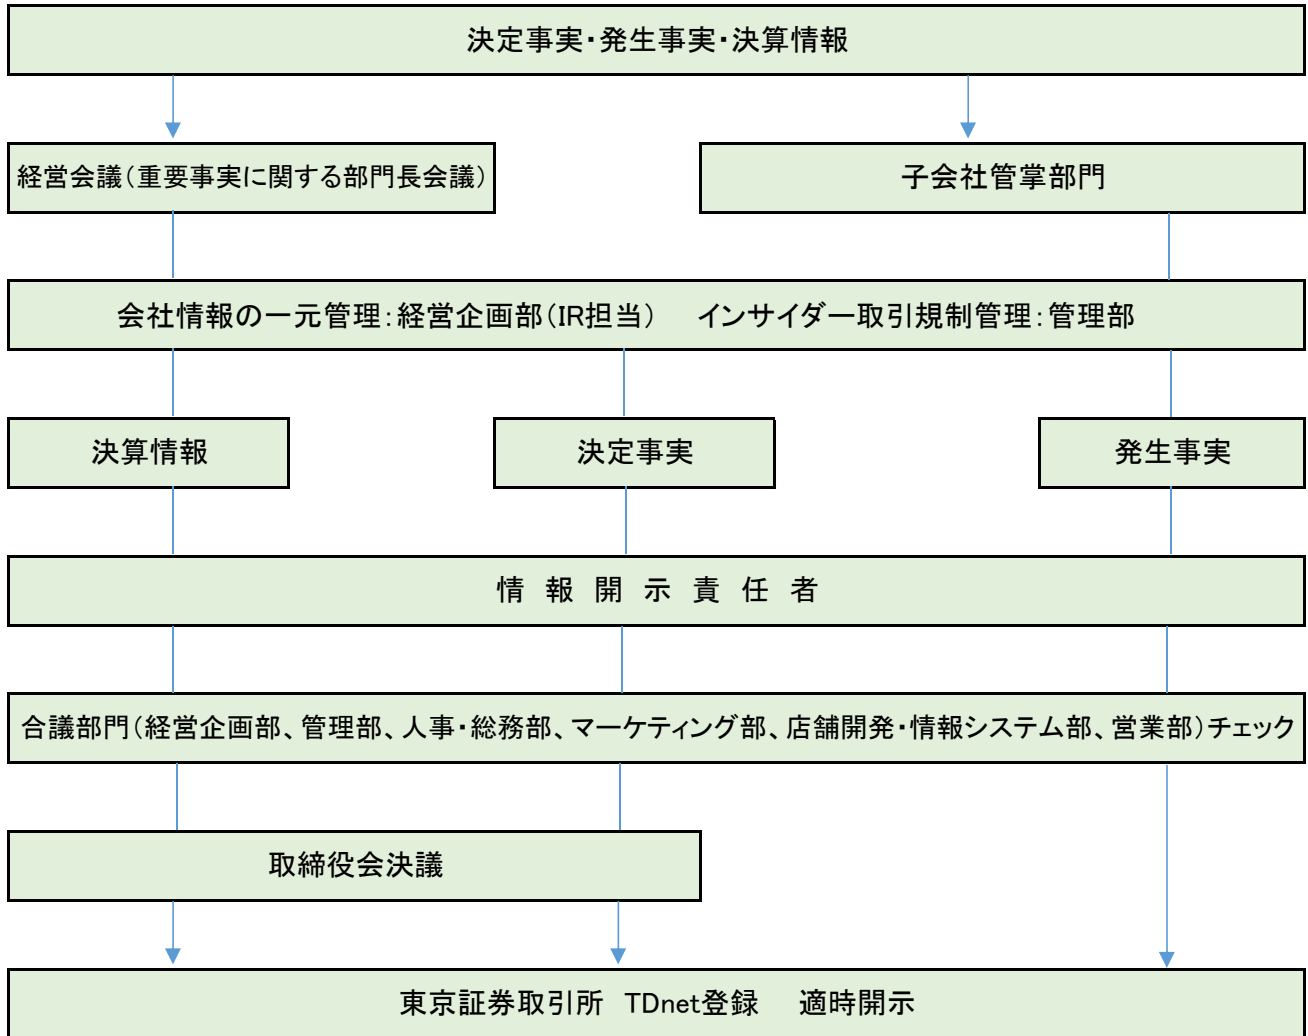 決定事実・発生事実・決算情報
経営会議（重要事実に関する部門長会議）
子会社管掌部門
会社情報の一元管理：経営企画部（IR担当）　インサイダー取引規制管理：管理部
決算情報
決定事実
発生事実
情　報　開　示　責　任　者
合議部門（経営企画部、管理部、人事・総務部、マーケティング部、店舗開発・情報システム部、営業部）チェック
取締役会決議
東京証券取引所　TDnet登録　適時開示